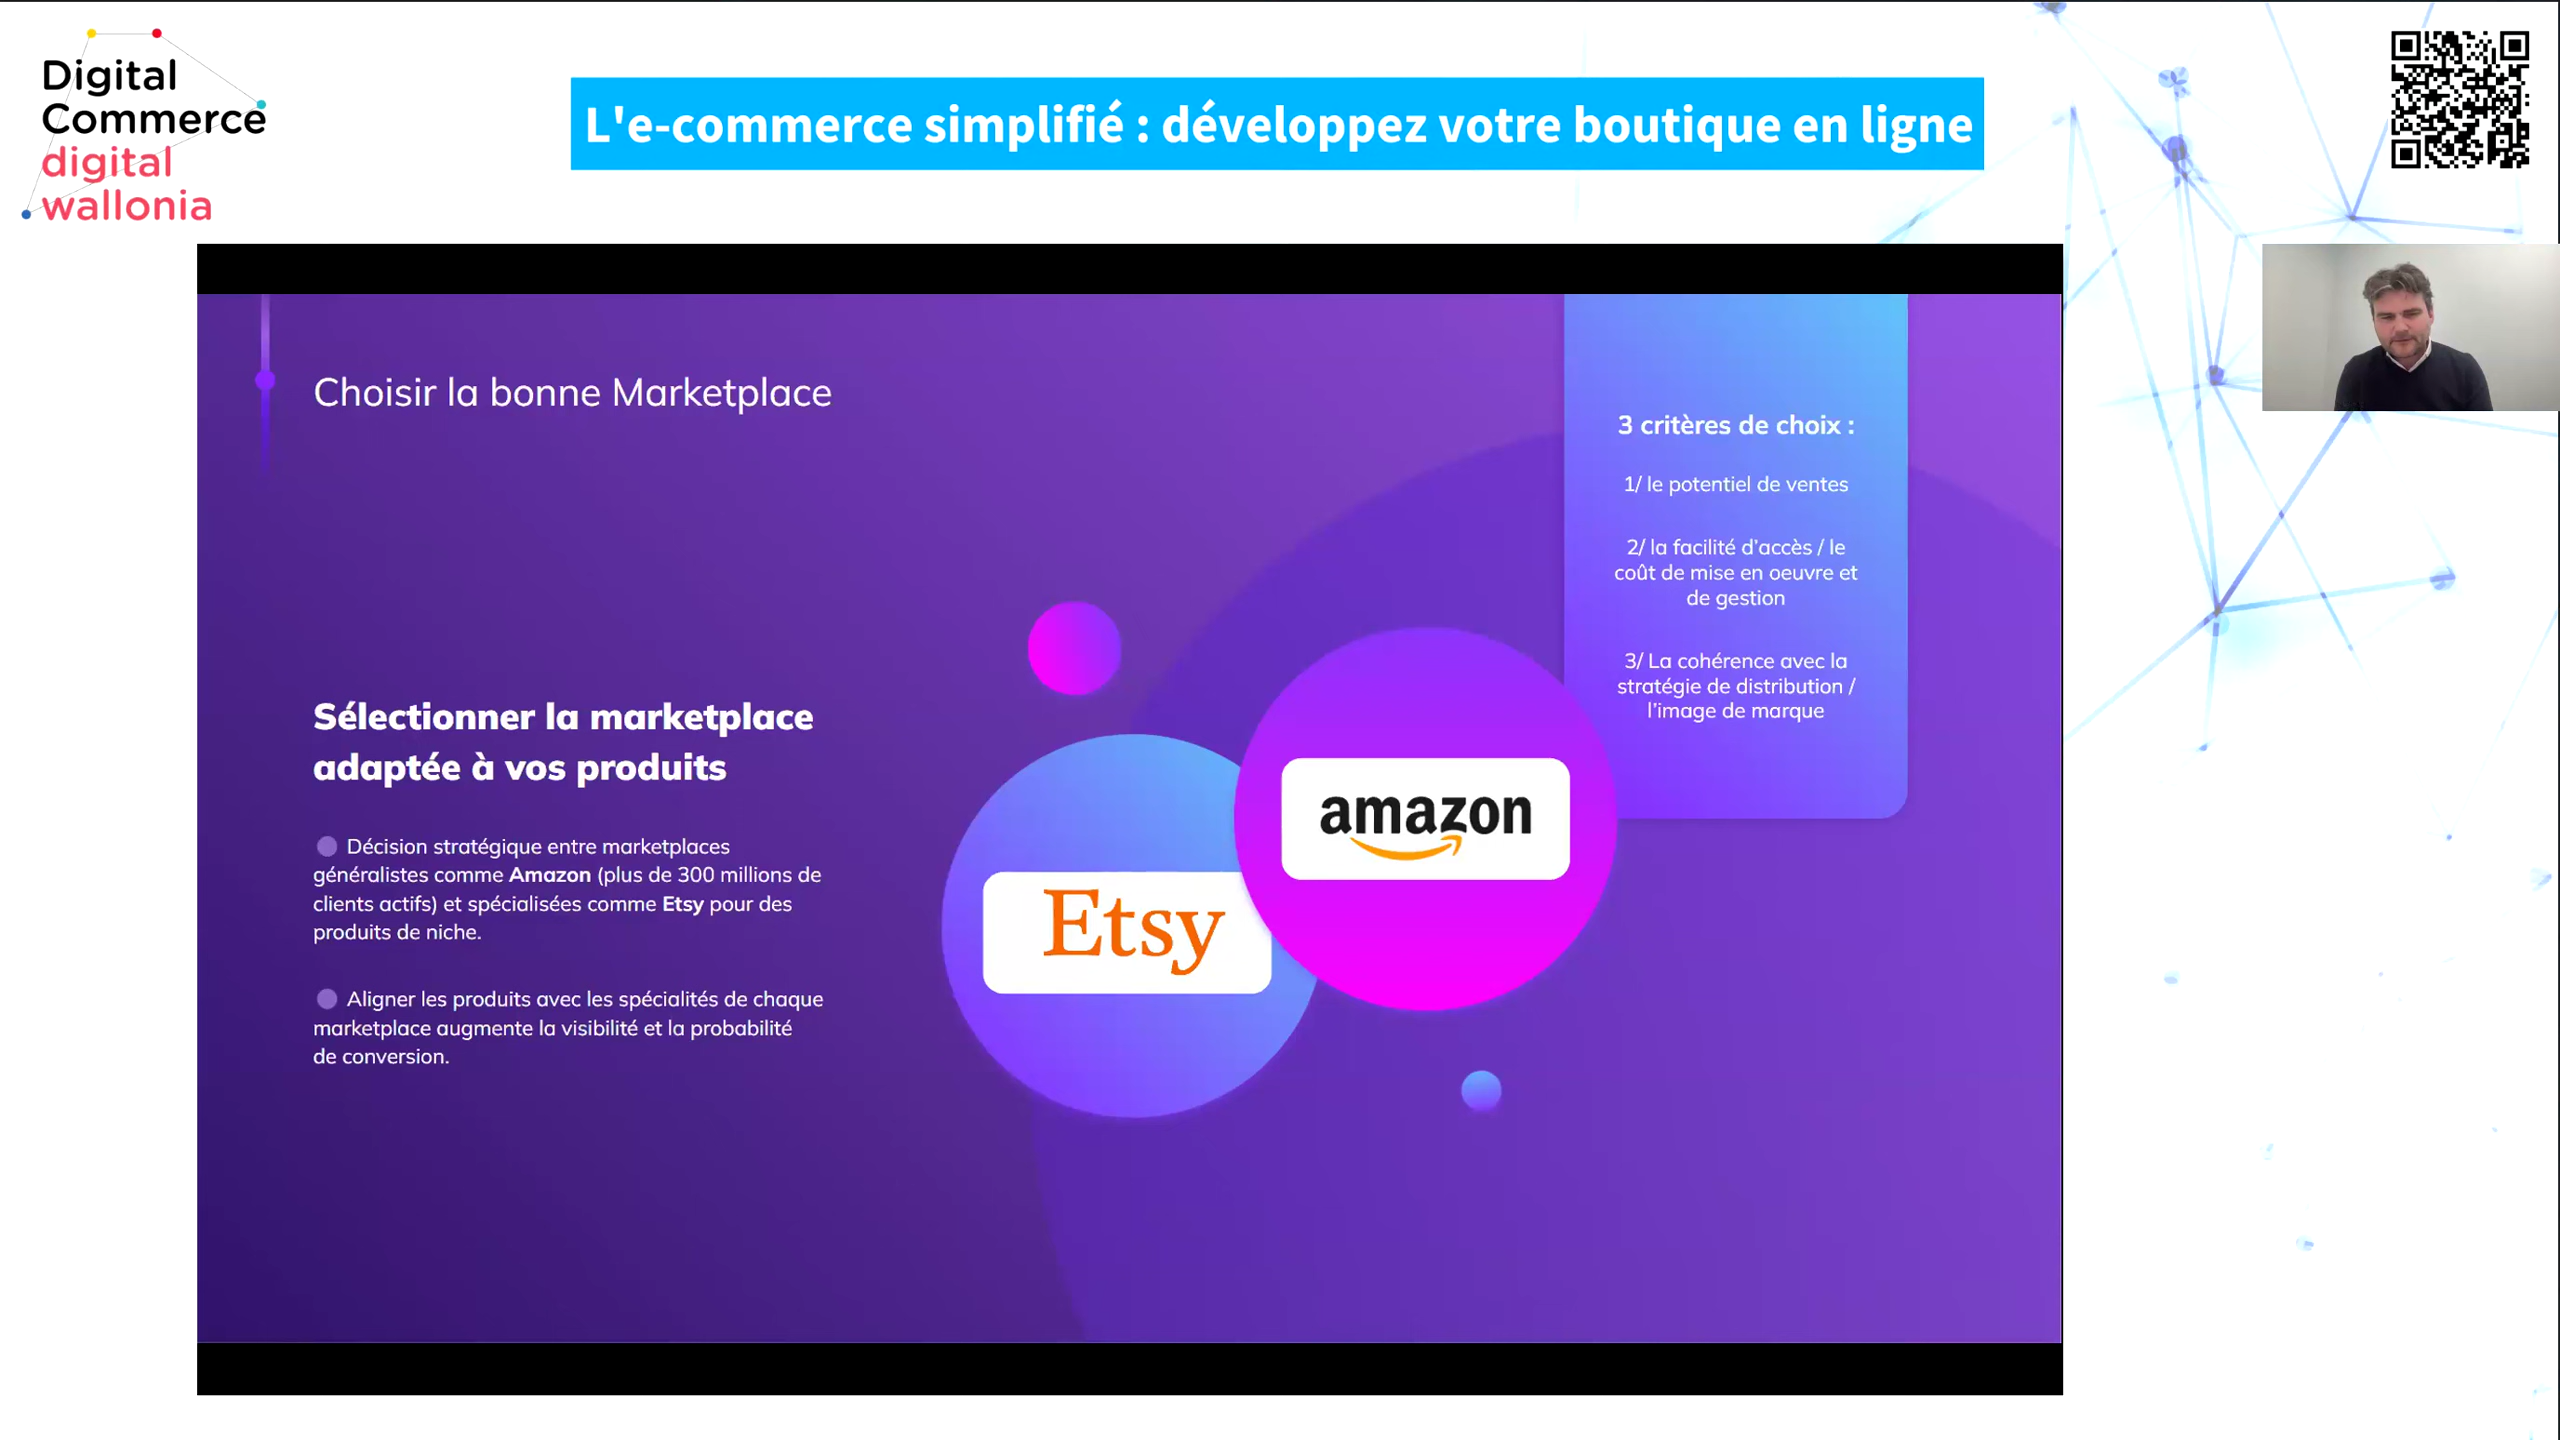 Digital
Commerce
digital
wallonia
L'e-commerce simplifié : développez votre boutique en ligne
Choisir la bonne Marketplace
Sélectionner la marketplace
adaptée à vos produits
Décision stratégique entre marketplaces
généralistes comme Amazon (plus de 300 millions de
clients actifs) et spécialisées comme Etsy pour des
produits de niche.
Aligner les produits avec les spécialités de chaque
marketplace augmente la visibilité et la probabilité
de conversion.
Etsy
amazon
3 critères de choix :
1/ le potentiel de ventes
2/ la facilité d’accès / le
coût de mise en oeuvre et
de gestion
3/ La cohérence avec la
stratégie de distribution /
l’image de marque